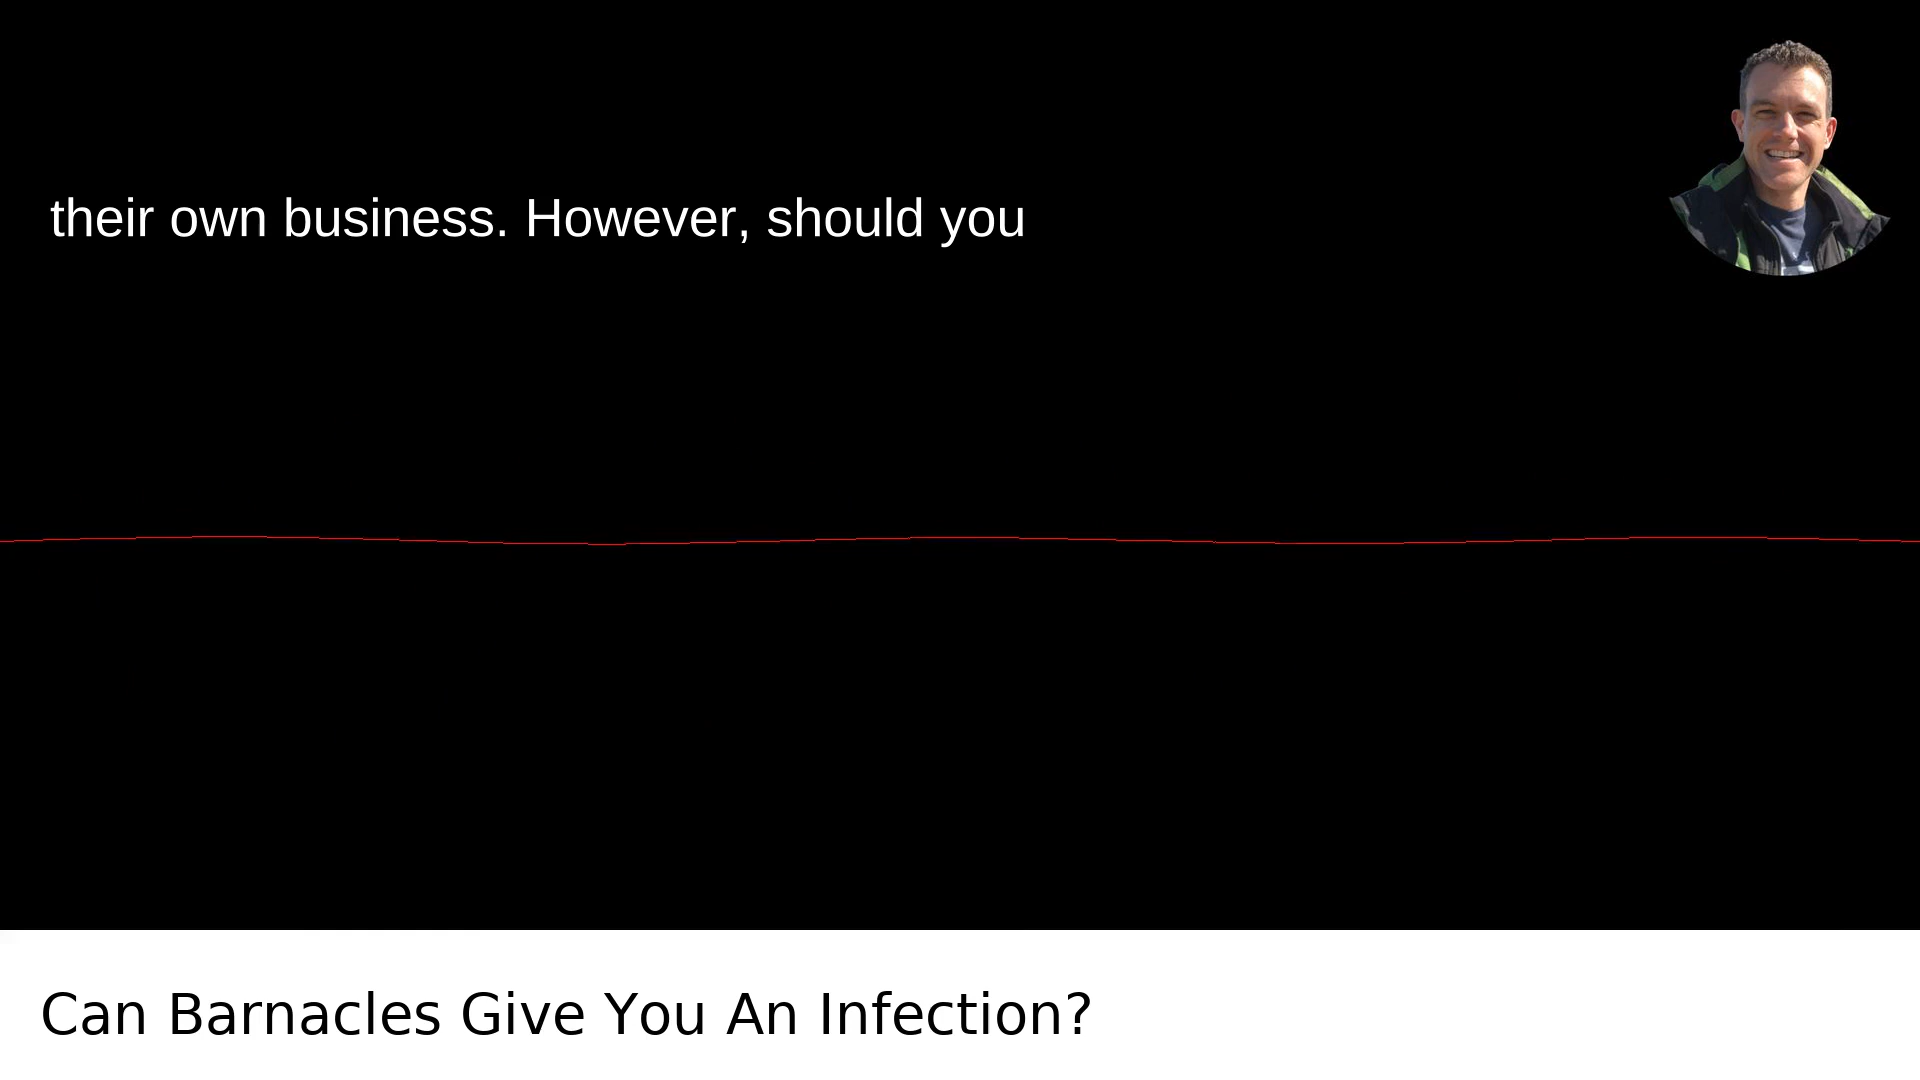 their own business. However, should you
Can Barnacles Give You An Infection?